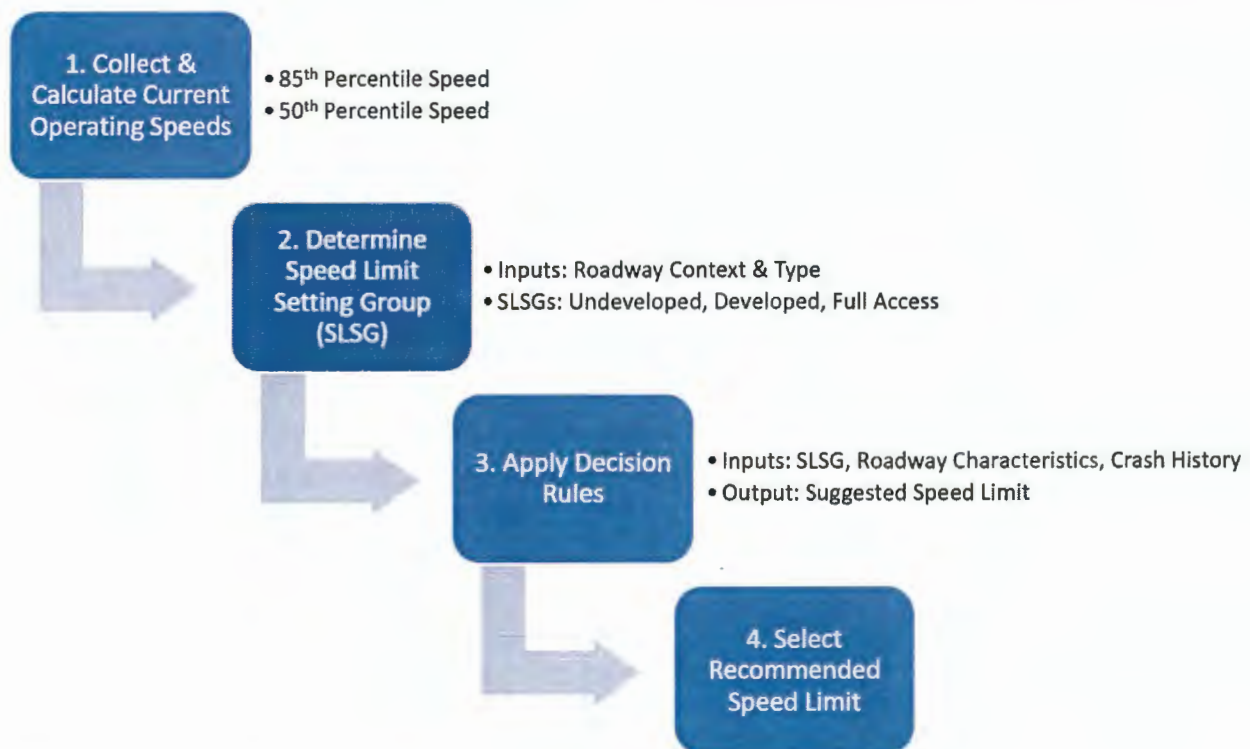 1. Collect &
Calculate Current
Operating Speeds
• 85th Percentile Speed
• 50th Percentile Speed
2. Determine
Speed Limit
Setting Group
(SLSG)
• Inputs: Roadway Context & Type
• SLSGs: Undeveloped, Developed, Full Access
3. Apply Decision
Rules
• Inputs: SLSG, Roadway Characteristics, Crash History
• Output: Suggested Speed Limit
4. Select
Recommended
Speed Limit